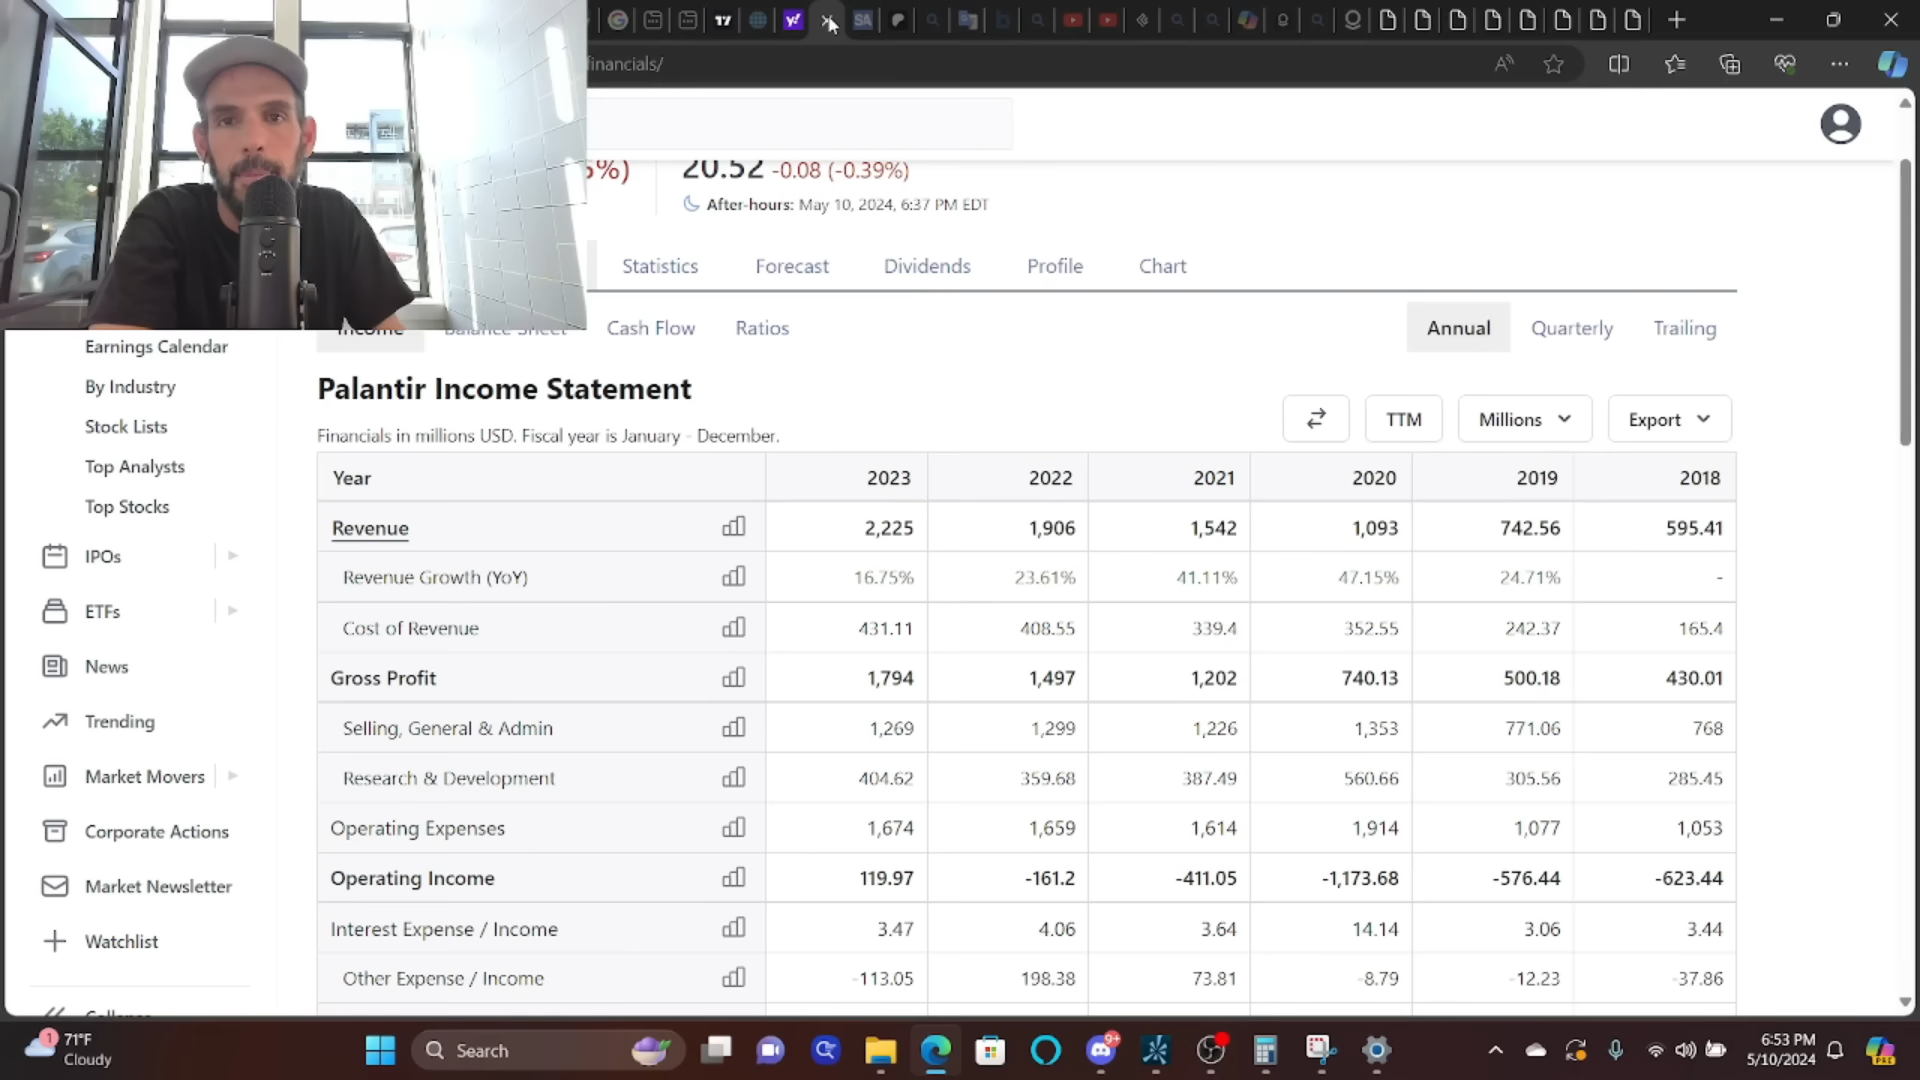 financials/
20.52 -0.08 (-0.39%)
After-hours: May 10, 2024, 6:37 PM EDT
Statistics Forecast Dividends Profile Chart
Income Balance Sheet Cash Flow Ratios
Annual Quarterly Trailing
Earnings Calendar
By Industry
Stock Lists
Top Analysts
Top Stocks
IPOs
ETFs
News
Trending
Market Movers
Corporate Actions
Market Newsletter
Watchlist
Palantir Income Statement
Financials in millions USD. Fiscal year is January - December.
TTM Millions Export
Year 2023 2022 2021 2020 2019 2018
Revenue 2,225 1,906 1,542 1,093 742.56 595.41
Revenue Growth (YoY) 16.75% 23.61% 41.11% 47.15% 24.71% -
Cost of Revenue 431.11 408.55 339.4 352.55 242.37 165.4
Gross Profit 1,794 1,497 1,202 740.13 500.18 430.01
Selling, General & Admin 1,269 1,299 1,226 1,353 771.06 768
Research & Development 404.62 359.68 387.49 560.66 305.56 285.45
Operating Expenses 1,674 1,659 1,614 1,914 1,077 1,053
Operating Income 119.97 -161.2 -411.05 -1,173.68 -576.44 -623.44
Interest Expense / Income 3.47 4.06 3.64 14.14 3.06 3.44
Other Expense / Income -113.05 198.38 73.81 -8.79 -12.23 -37.86
71°F
Cloudy
Search
6:53 PM
5/10/2024